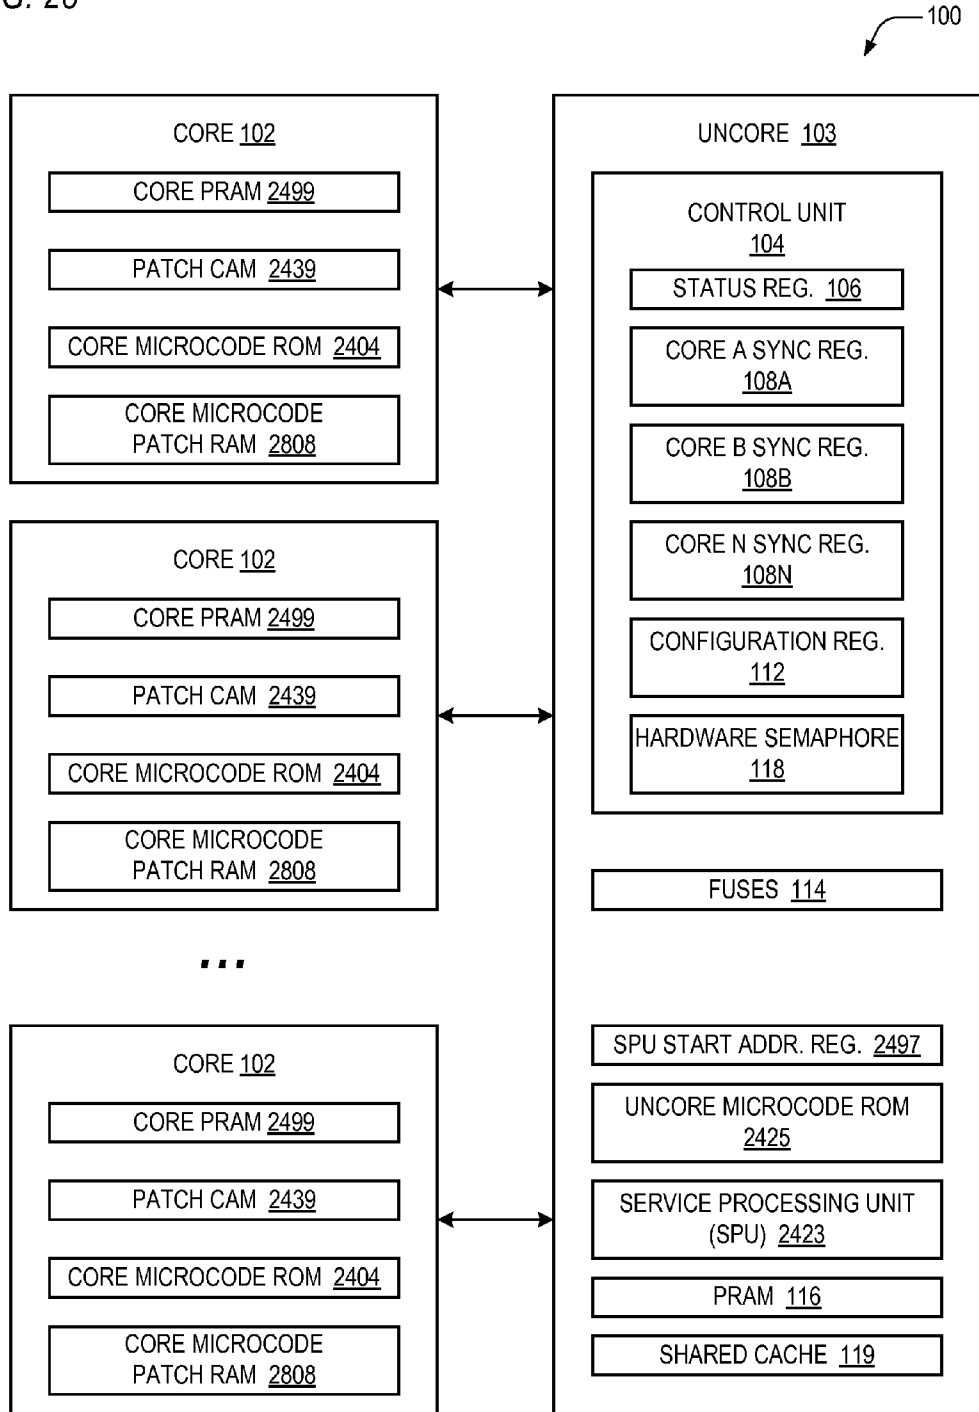 100
CORE 102
CORE PRAM 2499
PATCH CAM 2439
CORE MICROCODE ROM 2404
CORE MICROCODE
PATCH RAM 2808
CORE 102
CORE PRAM 2499
PATCH CAM 2439
CORE MICROCODE ROM 2404
CORE MICROCODE
PATCH RAM 2808
...
CORE 102
CORE PRAM 2499
PATCH CAM 2439
CORE MICROCODE ROM 2404
CORE MICROCODE
PATCH RAM 2808
UNCORE 103
CONTROL UNIT
104
STATUS REG. 106
CORE A SYNC REG.
108A
CORE B SYNC REG.
108B
CORE N SYNC REG.
108N
CONFIGURATION REG.
112
HARDWARE SEMAPHORE
118
FUSES 114
SPU START ADDR. REG. 2497
UNCORE MICROCODE ROM
2425
SERVICE PROCESSING UNIT
(SPU) 2423
PRAM 116
SHARED CACHE 119